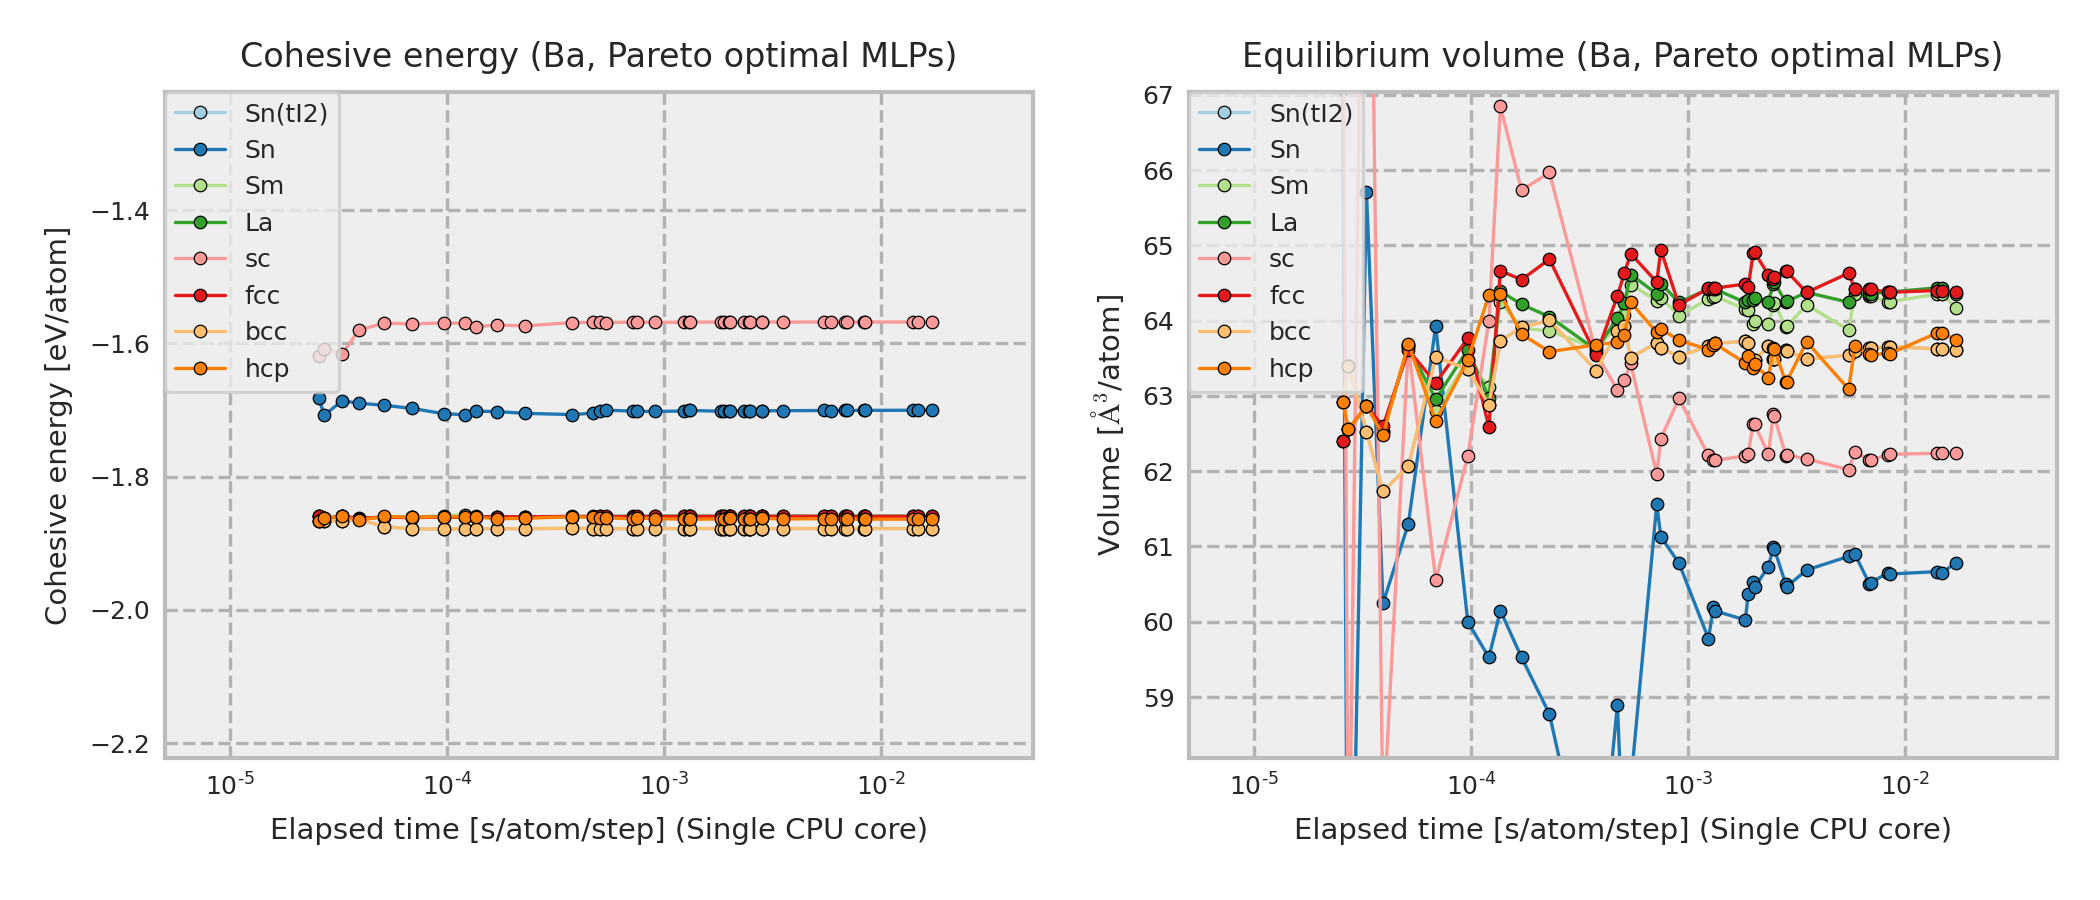 Cohesive energy (Ba, Pareto optimal MLPs)
Sn(tI2)
Sn
Sm
La
sc
fcc
bcc
hcp
−1.4
−1.6
−1.8
−2.0
−2.2
Cohesive energy [eV/atom]
10-5
10-4
10-3
10-2
Elapsed time [s/atom/step] (Single CPU core)
Equilibrium volume (Ba, Pareto optimal MLPs)
Sn(tI2)
Sn
Sm
La
sc
fcc
bcc
hcp
67
66
65
64
63
62
61
60
59
Volume [Å3/atom]
10-5
10-4
10-3
10-2
Elapsed time [s/atom/step] (Single CPU core)